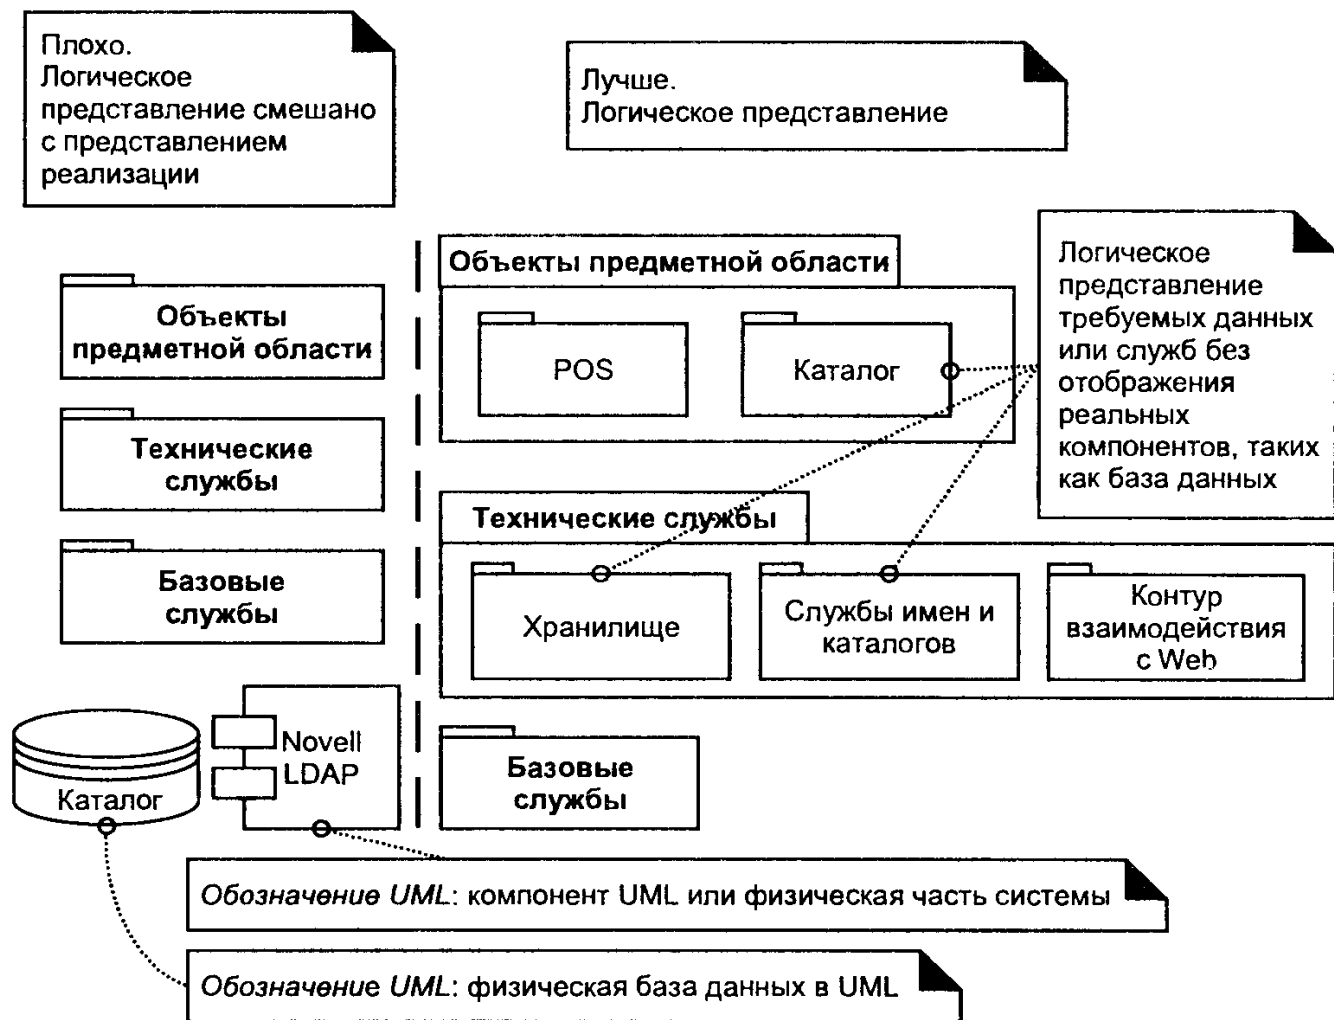 Плохо.
Логическое
представление смешано
с представлением
реализации
Лучше.
Логическое представление
Объекты
предметной области
Технические
службы
Базовые
службы
Каталог
Novell
LDAP
Объекты предметной области
POS
Каталог
Логическое
представление
требуемых данных
или служб без
отображения
реальных
компонентов, таких
как база данных
Технические службы
Хранилище
Службы имен и
каталогов
Контур
взаимодействия
с Web
Базовые
службы
Обозначение UML: компонент UML или физическая часть системы
Обозначение UML: физическая база данных в UML